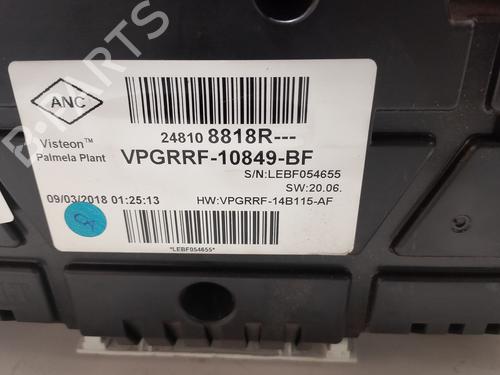 ANC
Visteon™
Palmela Plant
24810 8818R---
VPGRRF-10849-BF
S/N:LEBF054655
SW:20.06.
09/03/2018 01:25:13
HW:VPGRRF-14B115-AF
*LEBF054655*
B-PARTS